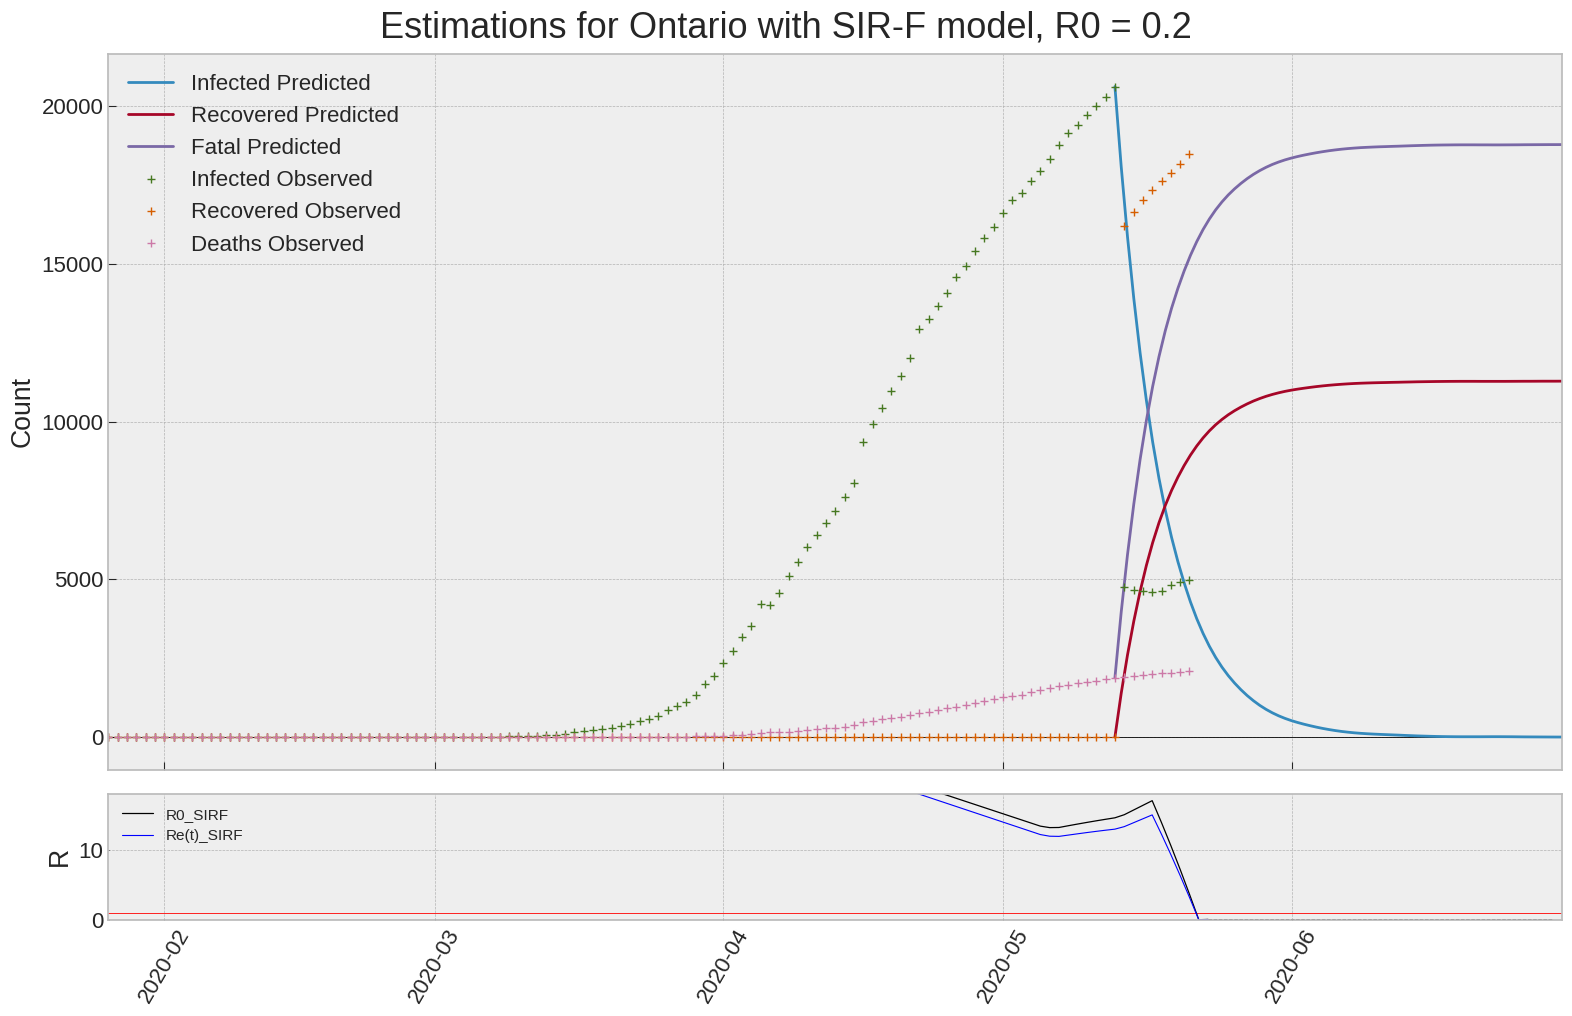 Estimations for Ontario with SIR-F model, R0 = 0.2
Infected Predicted
Recovered Predicted
Fatal Predicted
Infected Observed
Recovered Observed
Deaths Observed
20000
15000
10000
5000
0
Count
R0_SIRF
Re(t)_SIRF
10
0
R
2020-02
2020-03
2020-04
2020-05
2020-06